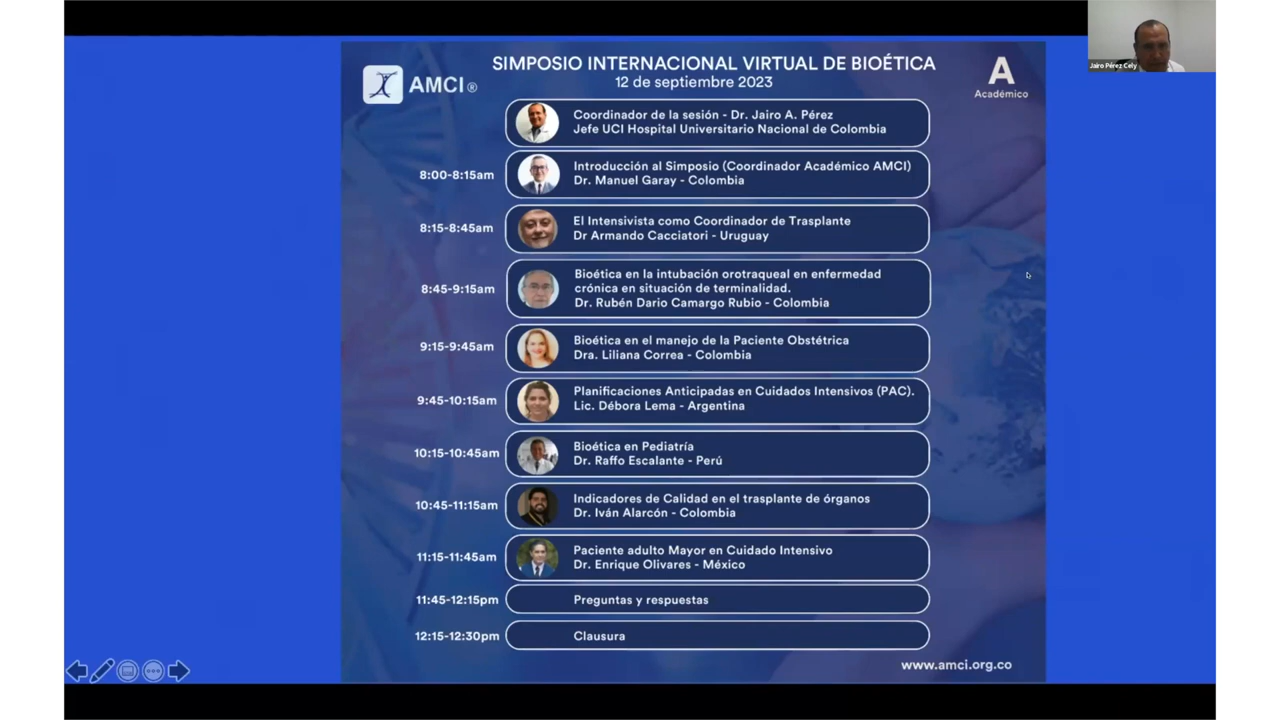 Jairo Pérez Cely
SIMPOSIO INTERNACIONAL VIRTUAL DE BIOÉTICA
12 de septiembre 2023
AMCI®
A
Académico
Coordinador de la sesión - Dr. Jairo A. Pérez
Jefe UCI Hospital Universitario Nacional de Colombia
8:00-8:15am
Introducción al Simposio (Coordinador Académico AMCI)
Dr. Manuel Garay - Colombia
8:15-8:45am
El Intensivista como Coordinador de Trasplante
Dr Armando Cacciatori - Uruguay
8:45-9:15am
Bioética en la intubación orotraqueal en enfermedad
crónica en situación de terminalidad.
Dr. Rubén Dario Camargo Rubio - Colombia
9:15-9:45am
Bioética en el manejo de la Paciente Obstétrica
Dra. Liliana Correa - Colombia
9:45-10:15am
Planificaciones Anticipadas en Cuidados Intensivos (PAC).
Lic. Débora Lema - Argentina
10:15-10:45am
Bioética en Pediatría
Dr. Raffo Escalante - Perú
10:45-11:15am
Indicadores de Calidad en el trasplante de órganos
Dr. Iván Alarcón - Colombia
11:15-11:45am
Paciente adulto Mayor en Cuidado Intensivo
Dr. Enrique Olivares - México
11:45-12:15pm
Preguntas y respuestas
12:15-12:30pm
Clausura
www.amci.org.co